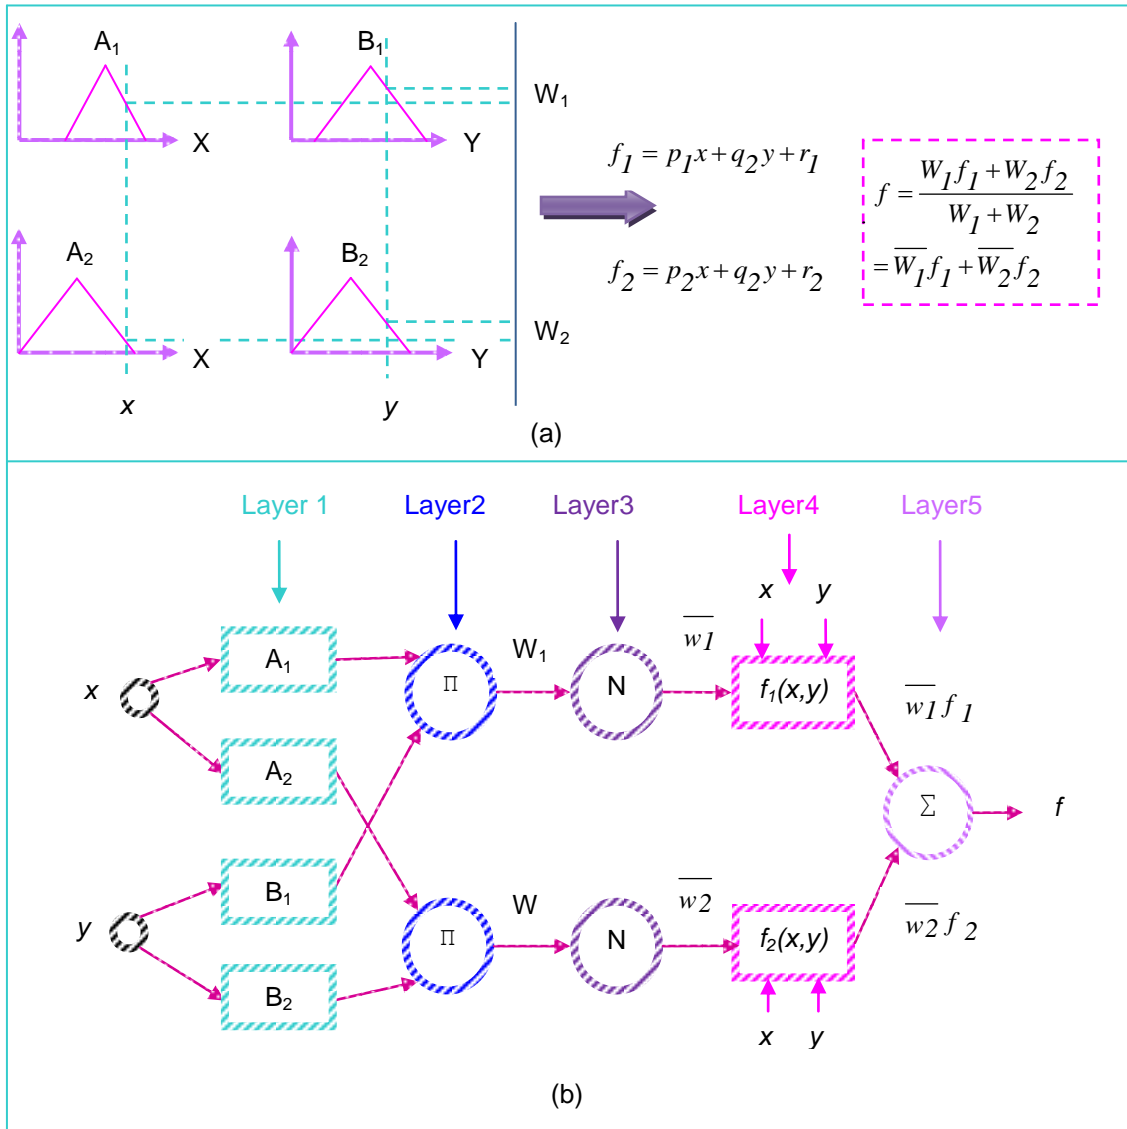 A₁
B₁
X
Y
W₁
f₁ = p₁x + q₂y + r₁
f = (W₁f₁ + W₂f₂) / (W₁ + W₂)
= W̅₁f₁ + W̅₂f₂
A₂
B₂
f₂ = p₂x + q₂y + r₂
X
Y
W₂
x
y
(a)
Layer 1
Layer2
Layer3
Layer4
Layer5
x y
A₁
Π
W₁
N
w̅1̅
f₁(x,y)
w̅1̅ f₁
x
A₂
Σ
f
B₁
y
Π
W
N
w̅2̅
f₂(x,y)
w̅2̅ f₂
B₂
x y
(b)